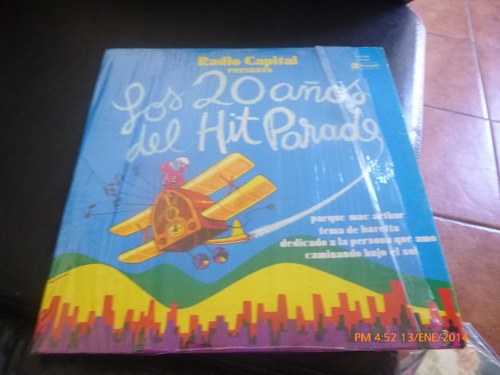 Radio Capital
PRESENTA
Los 20 años
del Hit Parade
parque mac arthur
tema de baretta
dedicado a la persona que amo
caminando bajo el sol
PM 4:52 13/ENE/2014